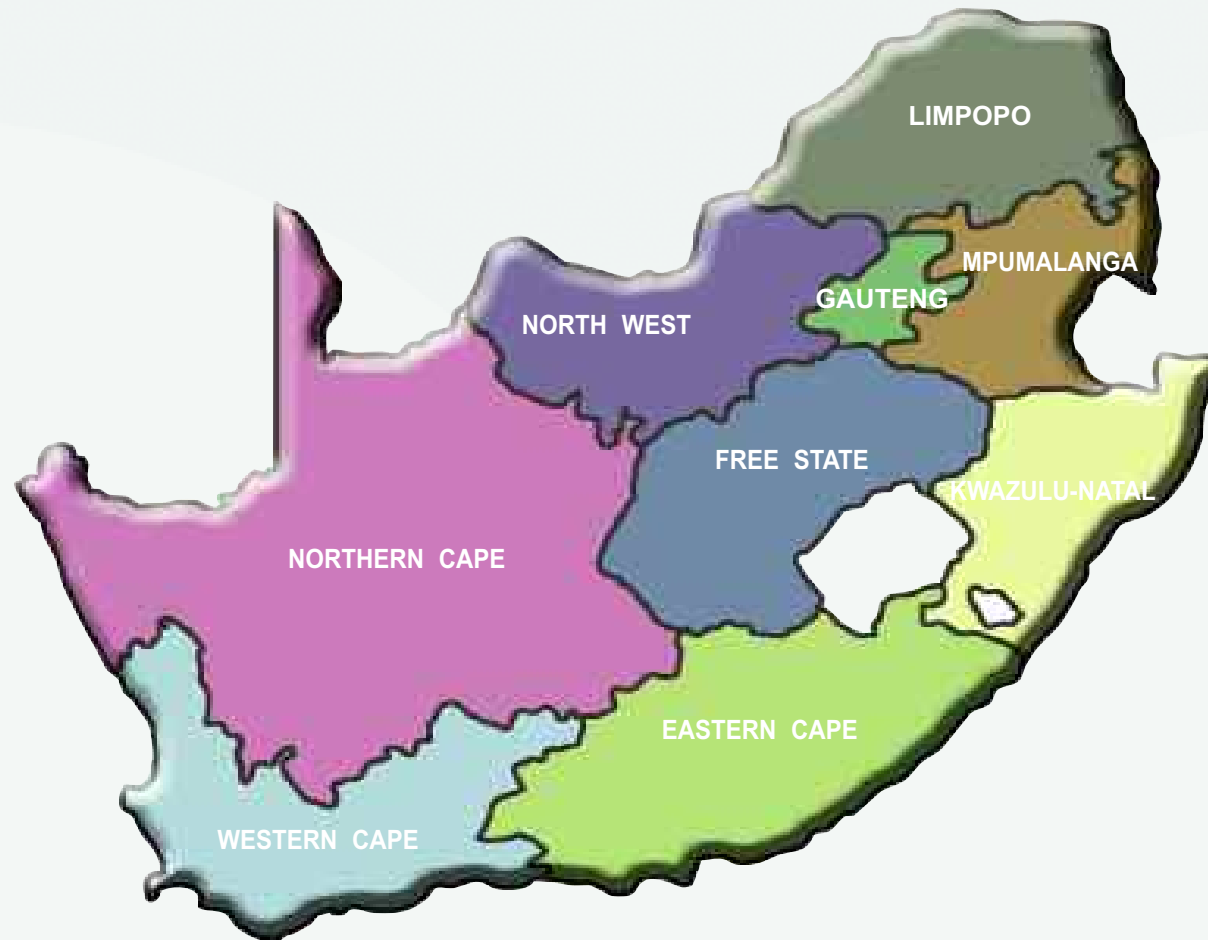 LIMPOPO
MPUMALANGA
GAUTENG
NORTH WEST
FREE STATE
KWAZULU-NATAL
NORTHERN CAPE
EASTERN CAPE
WESTERN CAPE